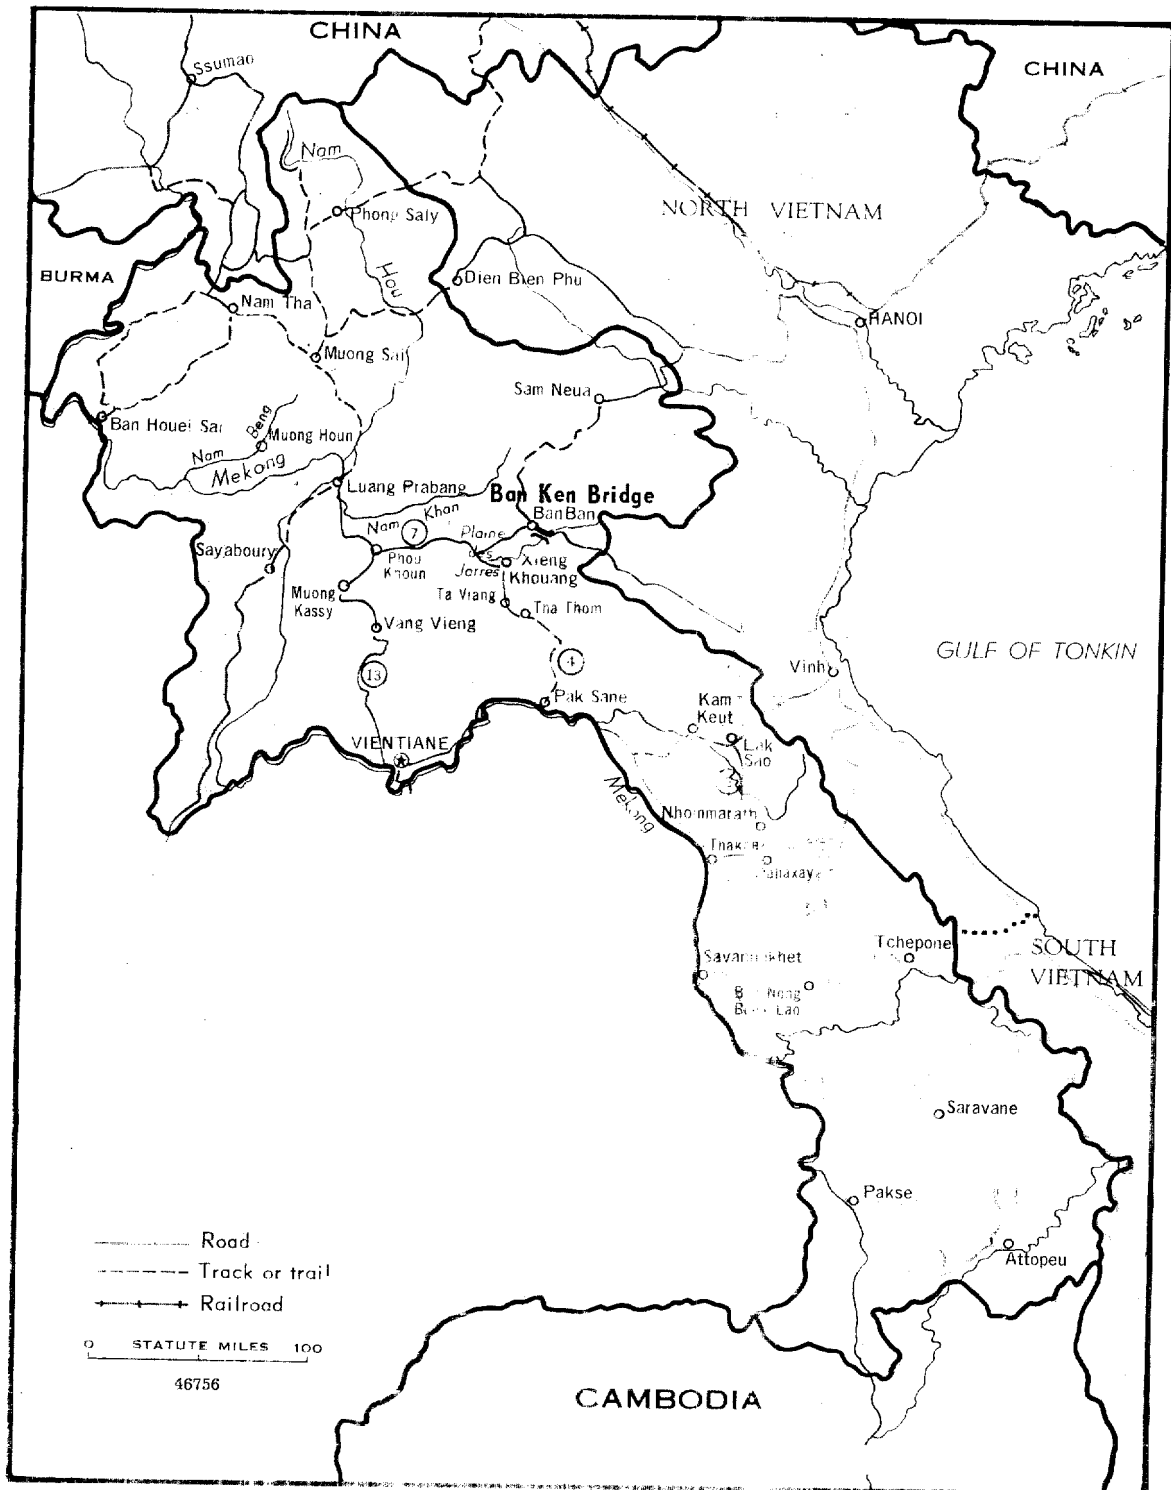 CHINA
CHINA
Ssumao
Nam
Phong Saly
NORTH VIETNAM
BURMA
Hou
Dien Bien Phu
Nam Tha
HANOI
Muong Sai
Sam Neua
Ban Houei Sai
Beng
Muong Houn
Nam
Mekong
Luang Prabang
Ban Ken Bridge
Ban Ban
Nam Khan
7
Plaine
des
Jarres
Sayaboury
Phou
Khoun
Xieng
Khouang
Muong
Kassy
Ta Viang
Tha Thom
Vang Vieng
GULF OF TONKIN
4
Vinh
13
Pak Sane
Kam
Keut
VIENTIANE
Lak
Sao
Mekong
Nhommarath
Tchepone
SOUTH
VIETNAM
Saravane
Pakse
Attopeu
Road
Track or trail
Railroad
0 STATUTE MILES 100
46756
CAMBODIA